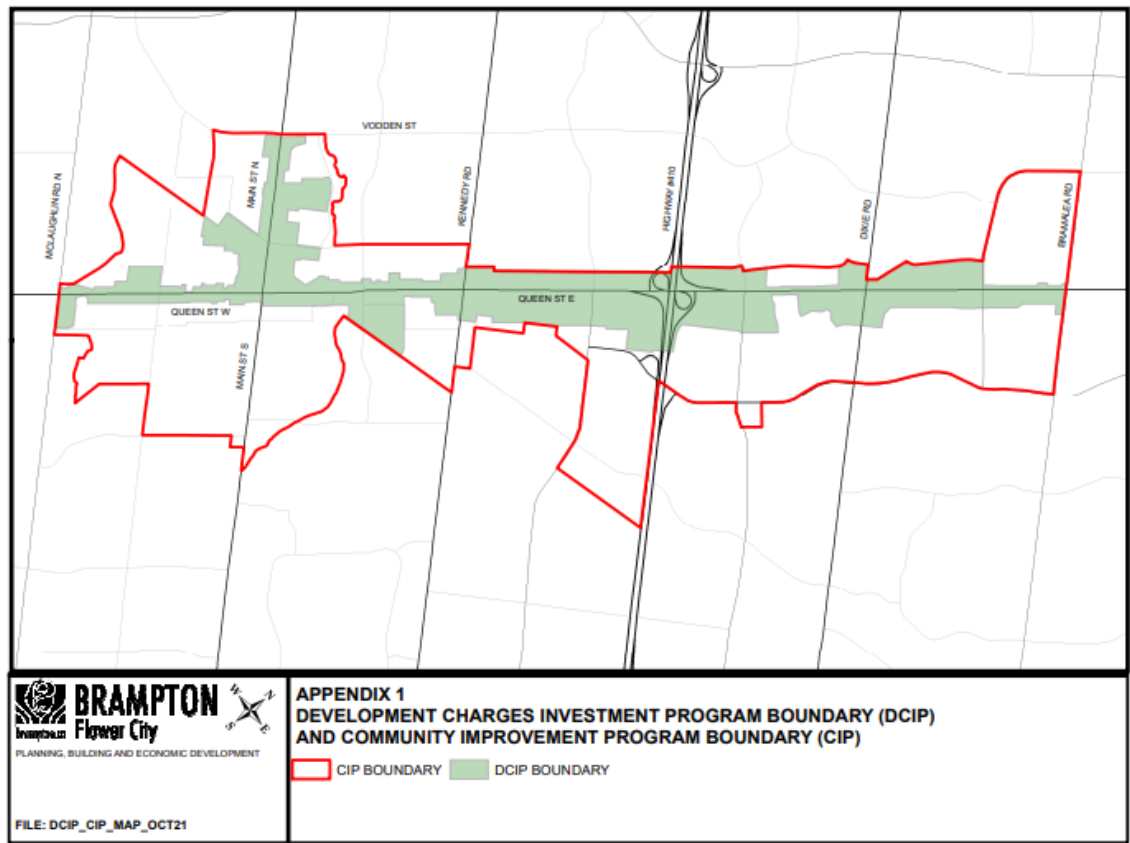 VODDEN ST
MCLAUGHLIN RD N
MAIN ST N
KENNEDY RD
HIGHWAY #410
DIXIE RD
BRAMALEA RD
QUEEN ST E
QUEEN ST W
MAIN ST S
BRAMPTON
brampton.ca Flower City
PLANNING, BUILDING AND ECONOMIC DEVELOPMENT
W N
S E
FILE: DCIP_CIP_MAP_OCT21
APPENDIX 1
DEVELOPMENT CHARGES INVESTMENT PROGRAM BOUNDARY (DCIP)
AND COMMUNITY IMPROVEMENT PROGRAM BOUNDARY (CIP)
CIP BOUNDARY DCIP BOUNDARY